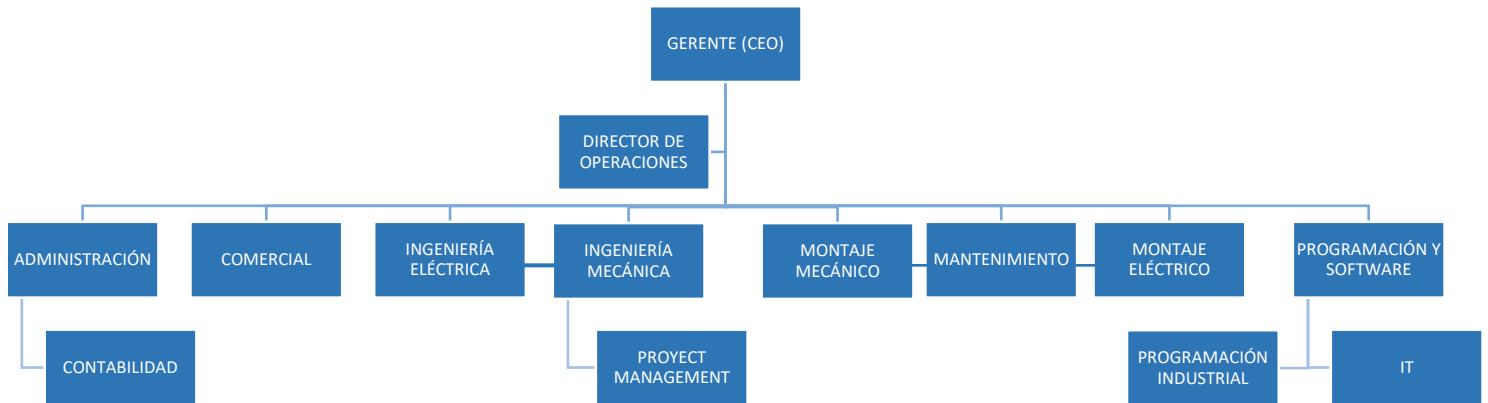 GERENTE (CEO)
DIRECTOR DE
OPERACIONES
ADMINISTRACIÓN
COMERCIAL
INGENIERÍA
ELÉCTRICA
INGENIERÍA
MECÁNICA
MONTAJE
MECÁNICO
MANTENIMIENTO
MONTAJE
ELÉCTRICO
PROGRAMACIÓN Y
SOFTWARE
CONTABILIDAD
PROYECT
MANAGEMENT
PROGRAMACIÓN
INDUSTRIAL
IT